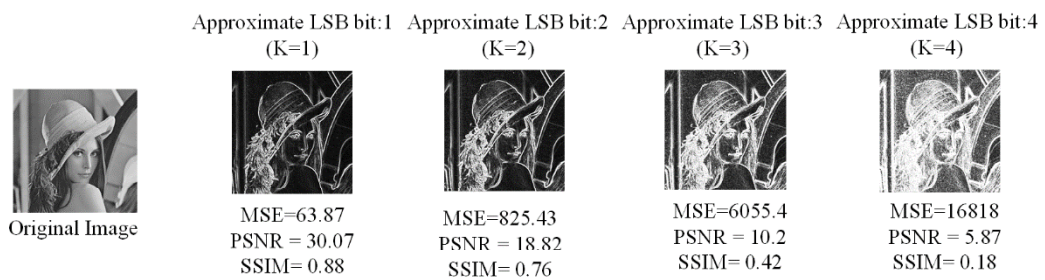 Approximate LSB bit:1
(K=1)
Approximate LSB bit:2
(K=2)
Approximate LSB bit:3
(K=3)
Approximate LSB bit:4
(K=4)
Original Image
MSE=63.87
PSNR = 30.07
SSIM= 0.88
MSE=825.43
PSNR = 18.82
SSIM= 0.76
MSE=6055.4
PSNR = 10.2
SSIM = 0.42
MSE=16818
PSNR = 5.87
SSIM = 0.18